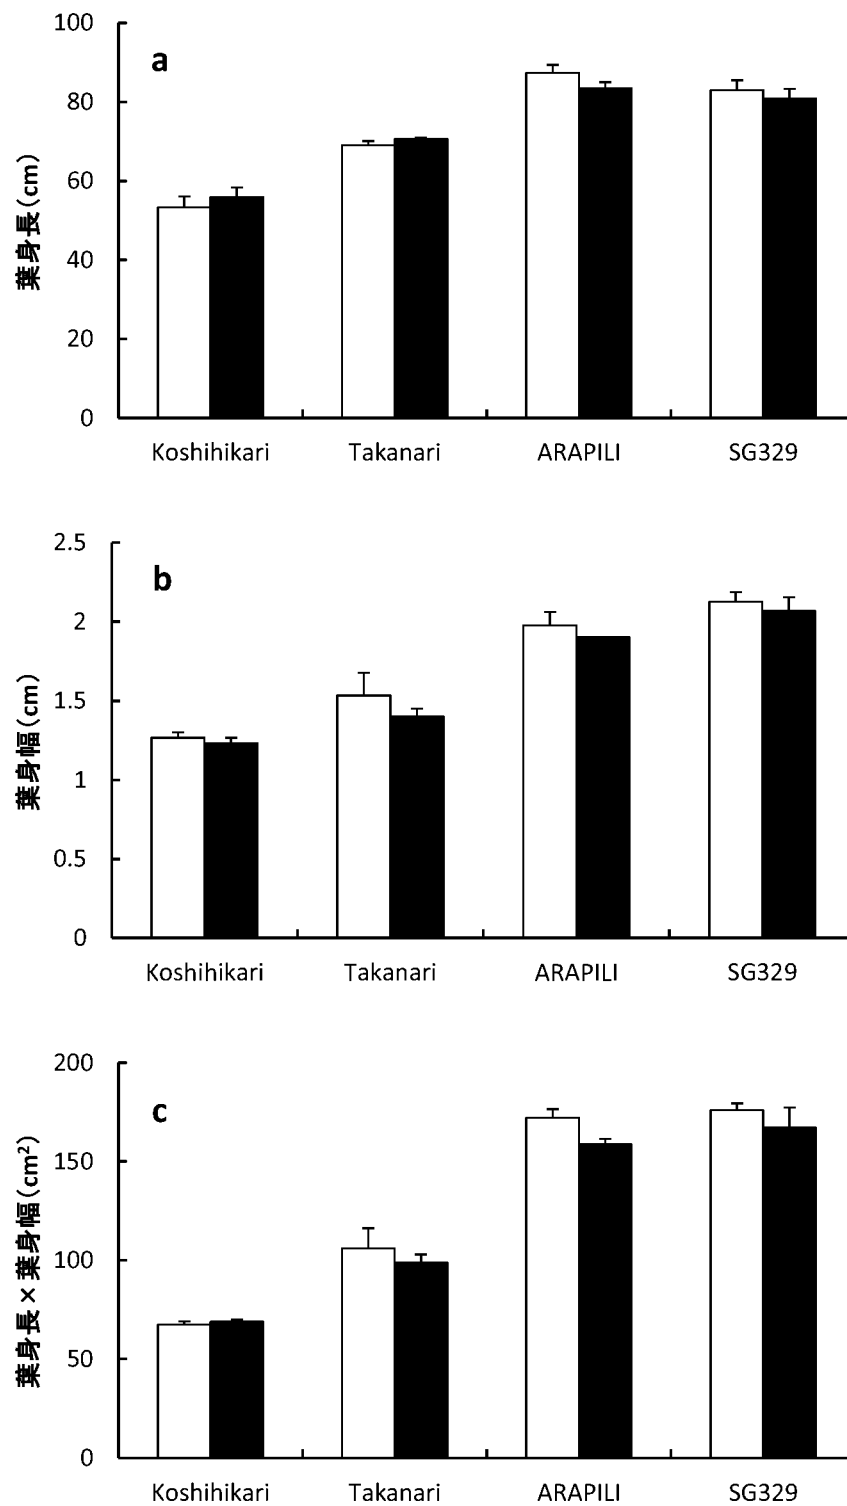 a
葉身長(cm)
100
80
60
40
20
0
Koshihikari Takanari ARAPILI SG329
b
葉身幅(cm)
2.5
2
1.5
1
0.5
0
Koshihikari Takanari ARAPILI SG329
c
葉身長×葉身幅(cm²)
200
150
100
50
0
Koshihikari Takanari ARAPILI SG329